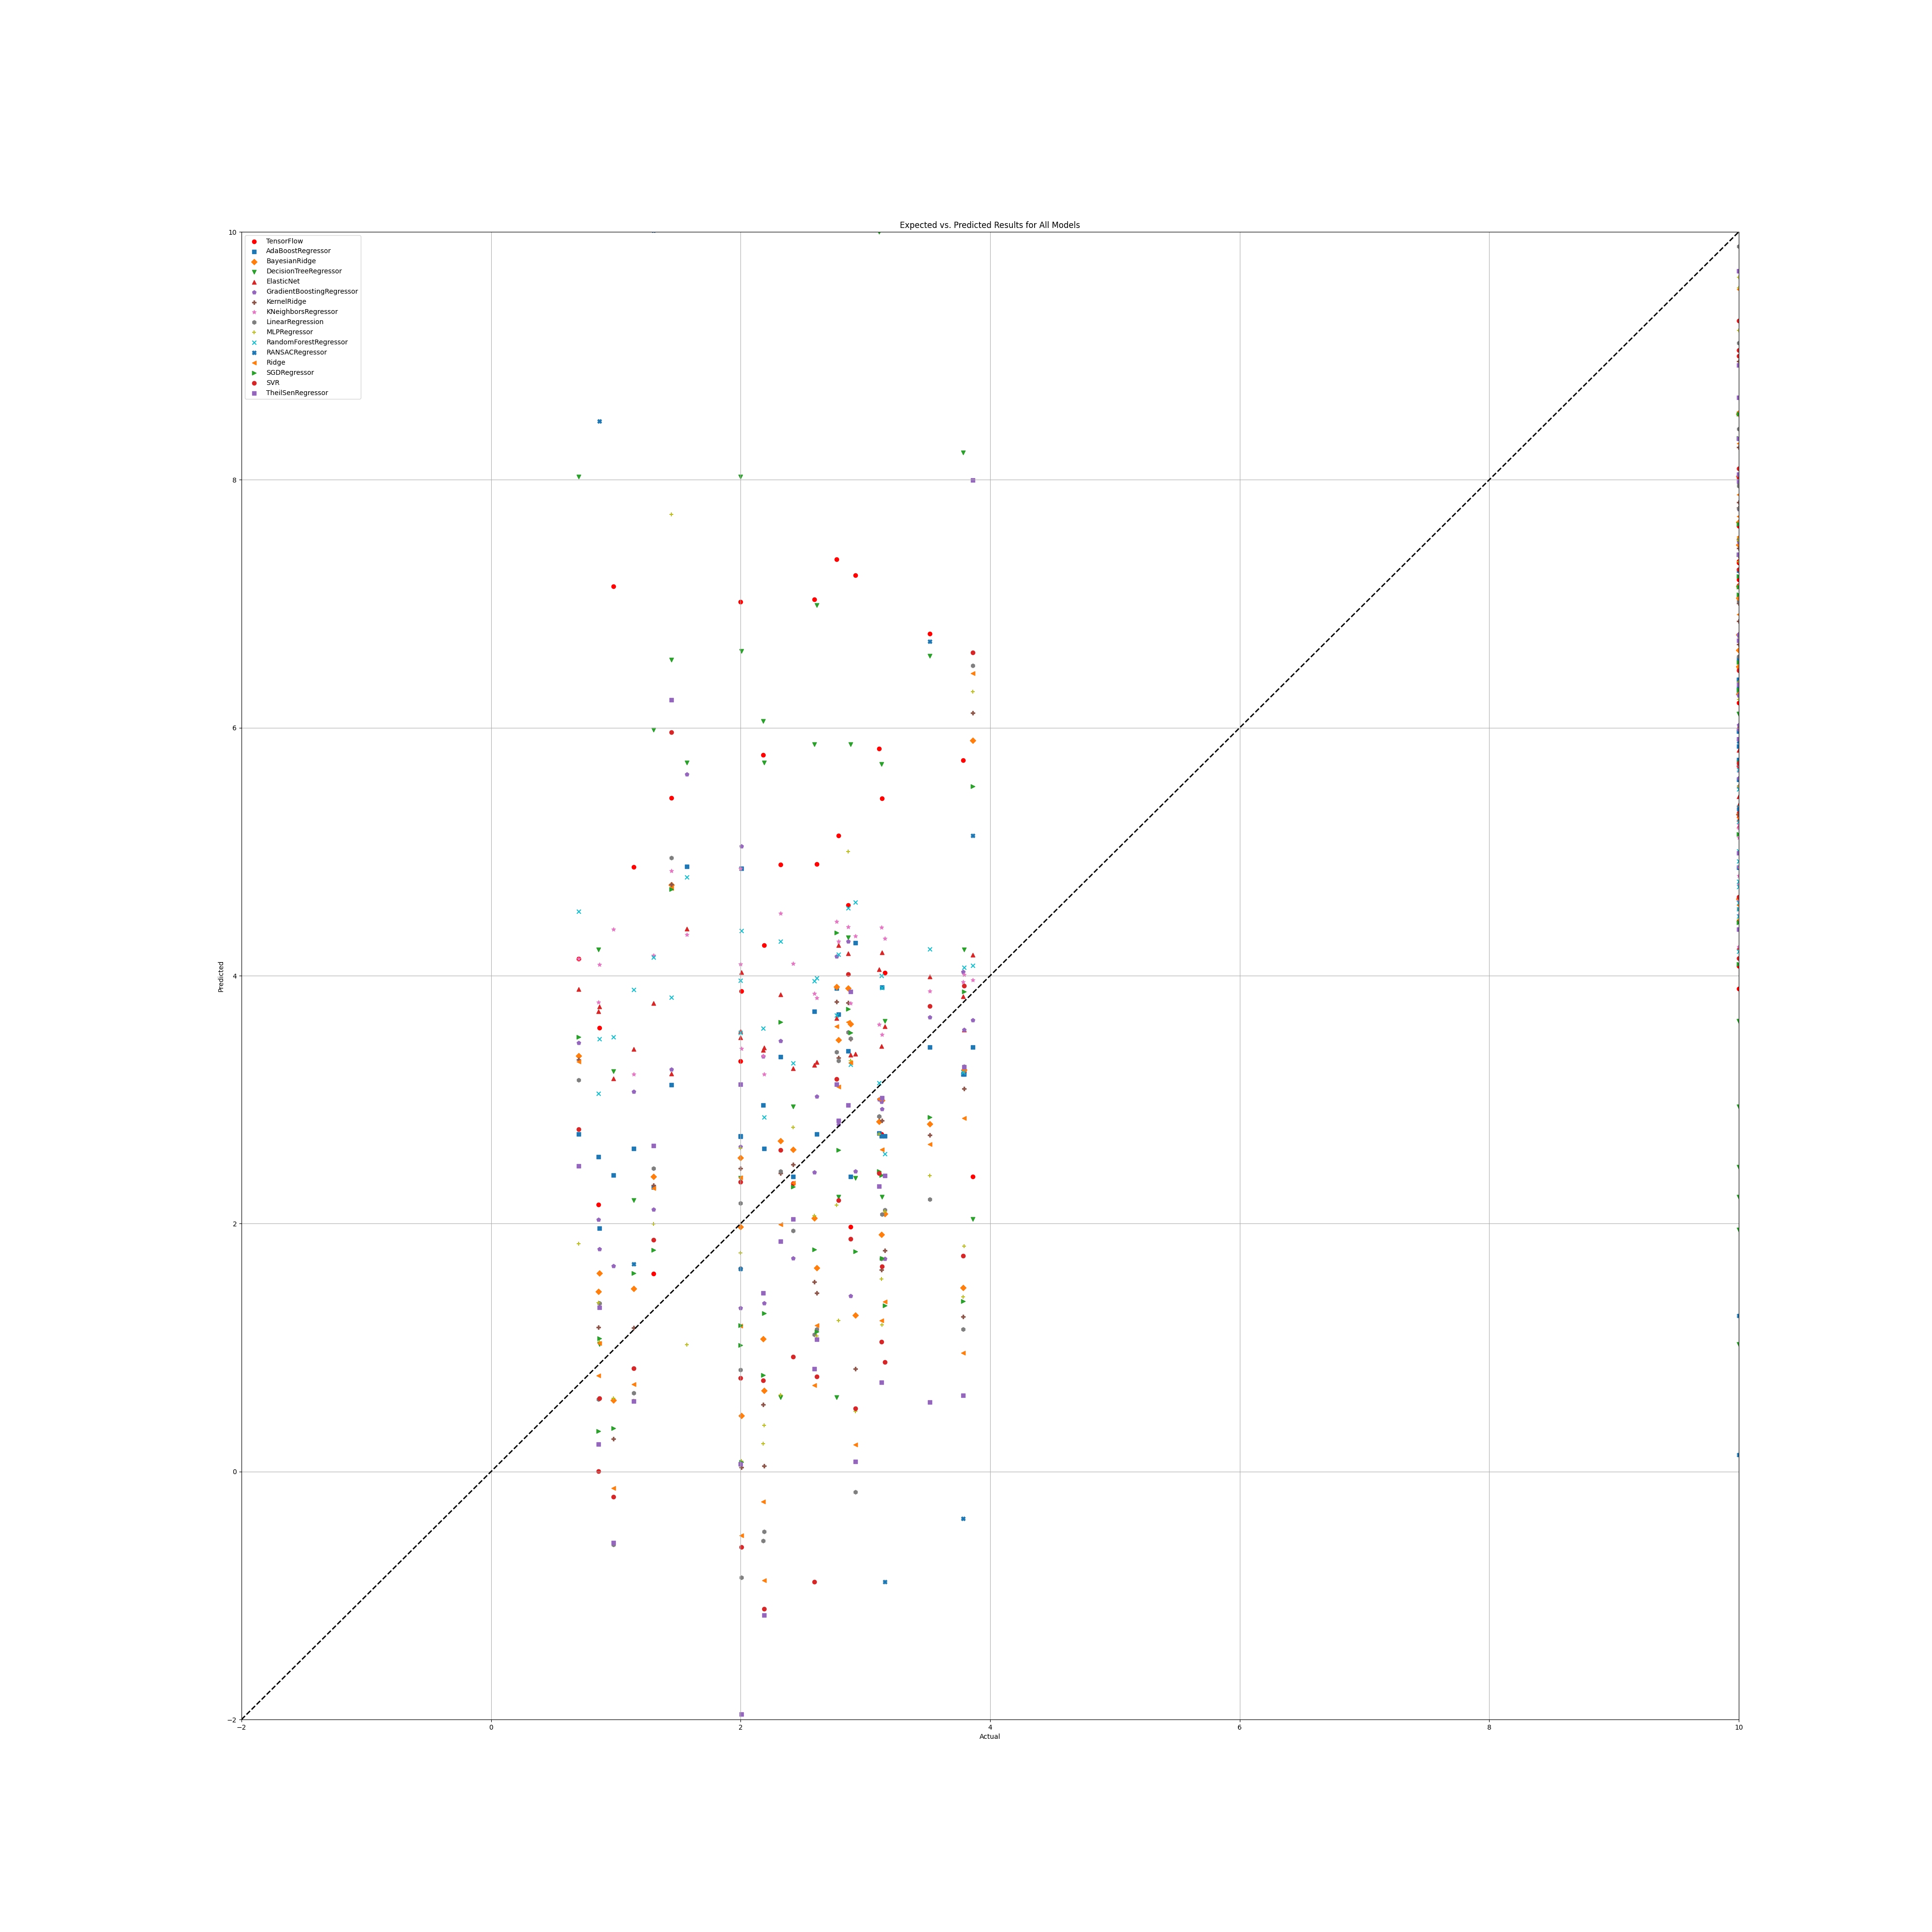 Expected vs. Predicted Results for All Models
10
TensorFlow
AdaBoostRegressor
BayesianRidge
DecisionTreeRegressor
ElasticNet
GradientBoostingRegressor
KernelRidge
KNeighborsRegressor
LinearRegression
MLPRegressor
RandomForestRegressor
RANSACRegressor
Ridge
SGDRegressor
SVR
TheilSenRegressor
8
6
4
Predicted
2
0
−2
−2 0 2 4 6 8 10
Actual